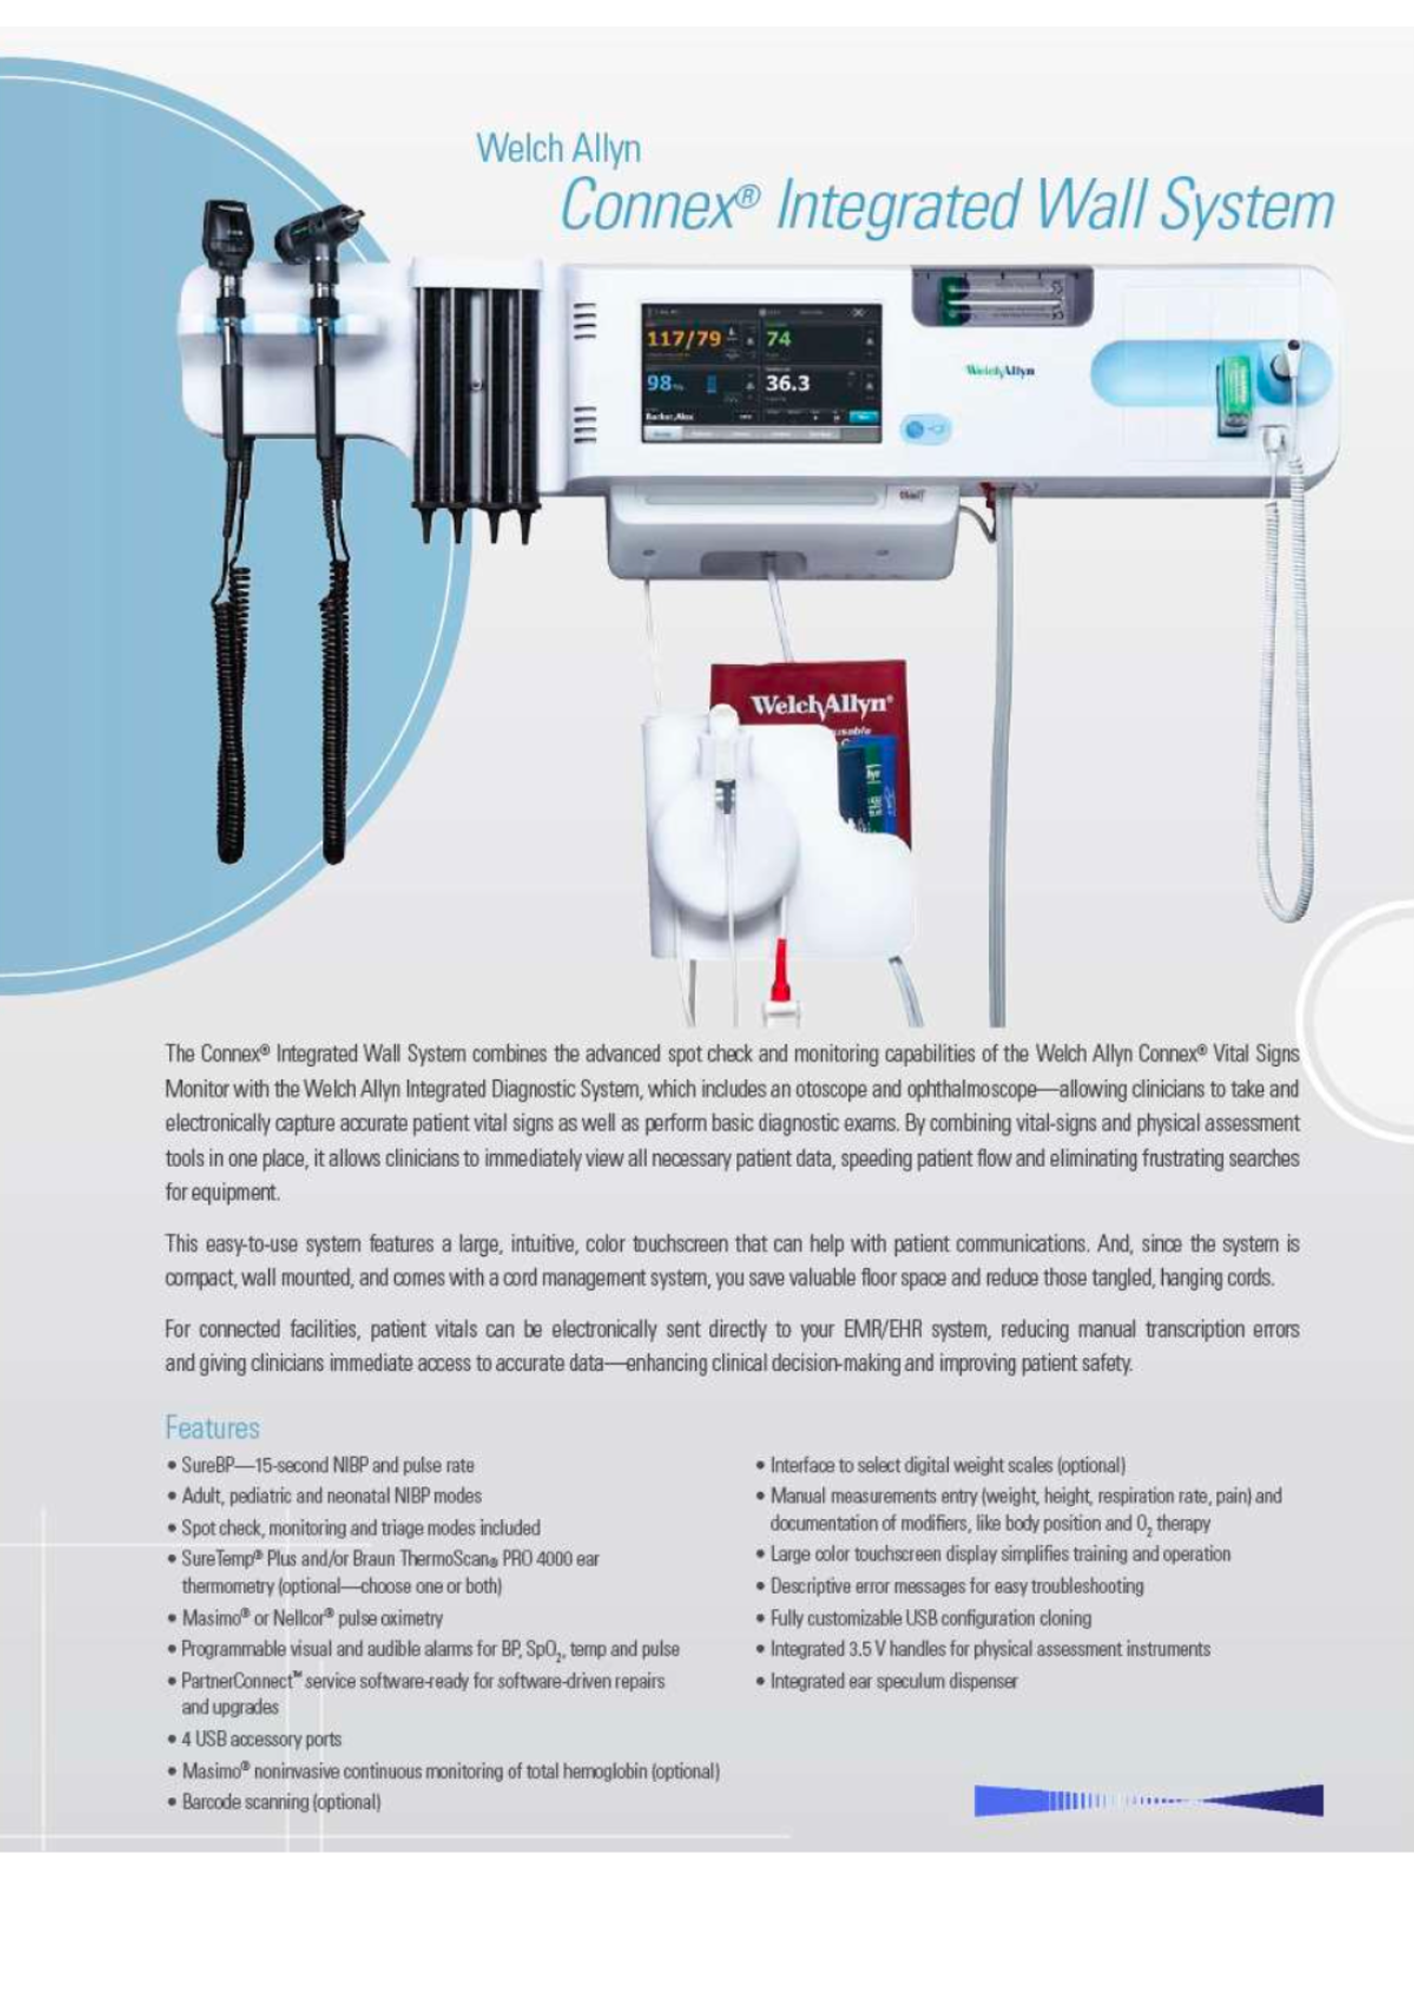 Welch Allyn
Connex® Integrated Wall System
117/79
74
98%
36.3
WelchAllyn
WelchAllyn®
The Connex® Integrated Wall System combines the advanced spot check and monitoring capabilities of the Welch Allyn Connex® Vital Signs
Monitor with the Welch Allyn Integrated Diagnostic System, which includes an otoscope and ophthalmoscope—allowing clinicians to take and
electronically capture accurate patient vital signs as well as perform basic diagnostic exams. By combining vital-signs and physical assessment
tools in one place, it allows clinicians to immediately view all necessary patient data, speeding patient flow and eliminating frustrating searches
for equipment.
This easy-to-use system features a large, intuitive, color touchscreen that can help with patient communications. And, since the system is
compact, wall mounted, and comes with a cord management system, you save valuable floor space and reduce those tangled, hanging cords.
For connected facilities, patient vitals can be electronically sent directly to your EMR/EHR system, reducing manual transcription errors
and giving clinicians immediate access to accurate data—enhancing clinical decision-making and improving patient safety.
Features
• SureBP—15-second NIBP and pulse rate
• Adult, pediatric and neonatal NIBP modes
• Spot check, monitoring and triage modes included
• SureTemp® Plus and/or Braun ThermoScan® PRO 4000 ear
thermometry (optional—choose one or both)
• Masimo® or Nellcor® pulse oximetry
• Programmable visual and audible alarms for BP, SpO₂, temp and pulse
• PartnerConnect™ service software-ready for software-driven repairs
and upgrades
• 4 USB accessory ports
• Masimo® noninvasive continuous monitoring of total hemoglobin (optional)
• Barcode scanning (optional)
• Interface to select digital weight scales (optional)
• Manual measurements entry (weight, height, respiration rate, pain) and
documentation of modifiers, like body position and O₂ therapy
• Large color touchscreen display simplifies training and operation
• Descriptive error messages for easy troubleshooting
• Fully customizable USB configuration cloning
• Integrated 3.5 V handles for physical assessment instruments
• Integrated ear speculum dispenser